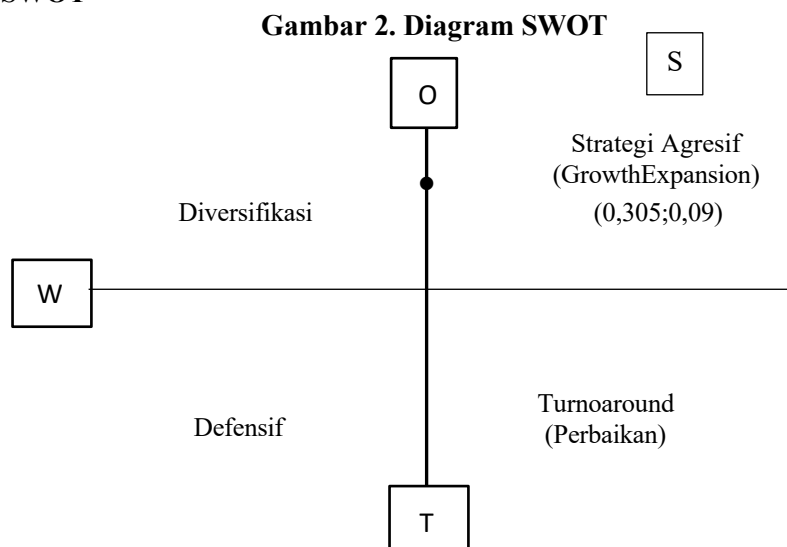 SWOT
Gambar 2. Diagram SWOT
S
O
Strategi Agresif
(GrowthExpansion)
Diversifikasi
(0,305;0,09)
W
Defensif
Turnoaround
(Perbaikan)
T